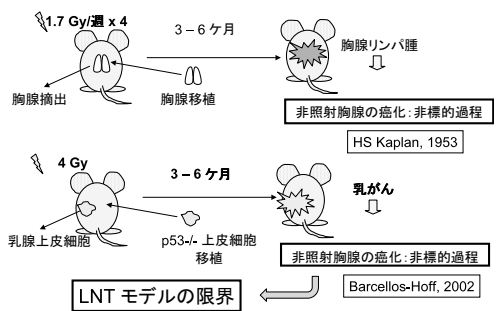 1.7 Gy/週 x 4
3 – 6 ケ月
胸腺リンパ腫
胸腺摘出
胸腺移植
非照射胸腺の癌化：非標的過程
HS Kaplan, 1953
4 Gy
3 – 6 ケ月
乳がん
乳腺上皮細胞
p53-/- 上皮細胞
移植
非照射胸腺の癌化：非標的過程
Barcellos-Hoff, 2002
LNT モデルの限界